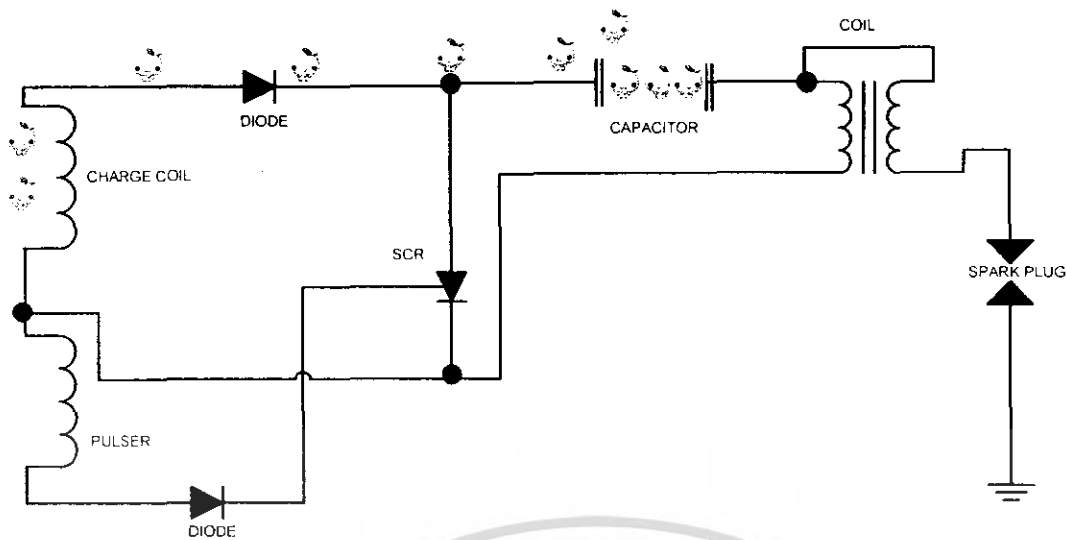 COIL
DIODE
CAPACITOR
CHARGE COIL
SCR
SPARK PLUG
PULSER
DIODE